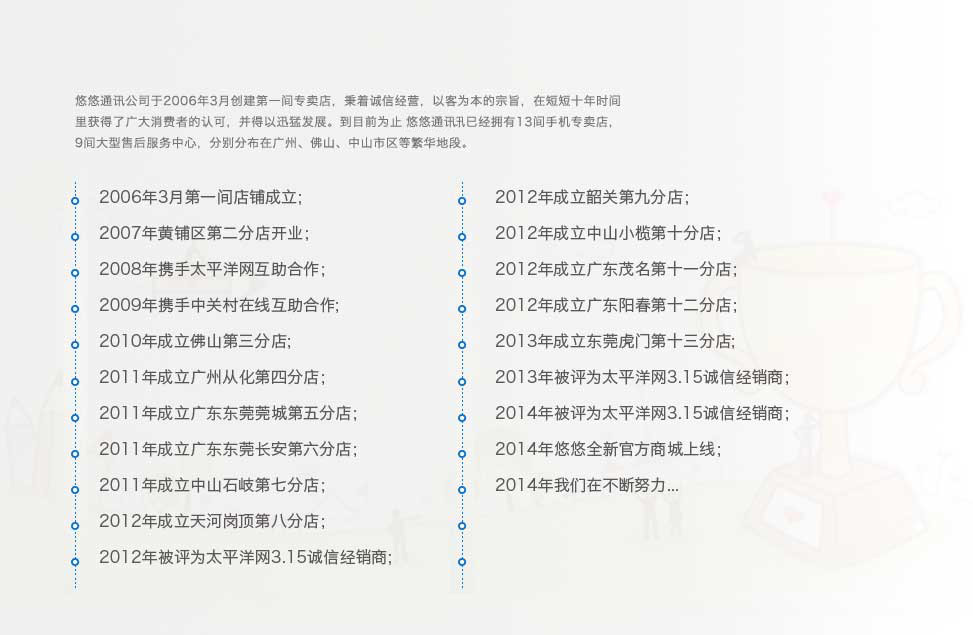 悠悠通讯公司于2006年3月创建第一间专卖店，秉着诚信经营，以客为本的宗旨，在短短十年时间
里获得了广大消费者的认可，并得以迅猛发展。到目前为止 悠悠通讯讯已经拥有13间手机专卖店，
9间大型售后服务中心，分别分布在广州、佛山、中山市区等繁华地段。
2006年3月第一间店铺成立；
2007年黄铺区第二分店开业；
2008年携手太平洋网互助合作；
2009年携手中关村在线互助合作;
2010年成立佛山第三分店;
2011年成立广州从化第四分店；
2011年成立广东东莞莞城第五分店；
2011年成立广东东莞长安第六分店；
2011年成立中山石岐第七分店；
2012年成立天河岗顶第八分店；
2012年被评为太平洋网3.15诚信经销商；
2012年成立韶关第九分店；
2012年成立中山小榄第十分店；
2012年成立广东茂名第十一分店；
2012年成立广东阳春第十二分店；
2013年成立东莞虎门第十三分店;
2013年被评为太平洋网3.15诚信经销商；
2014年被评为太平洋网3.15诚信经销商；
2014年悠悠全新官方商城上线；
2014年我们在不断努力...